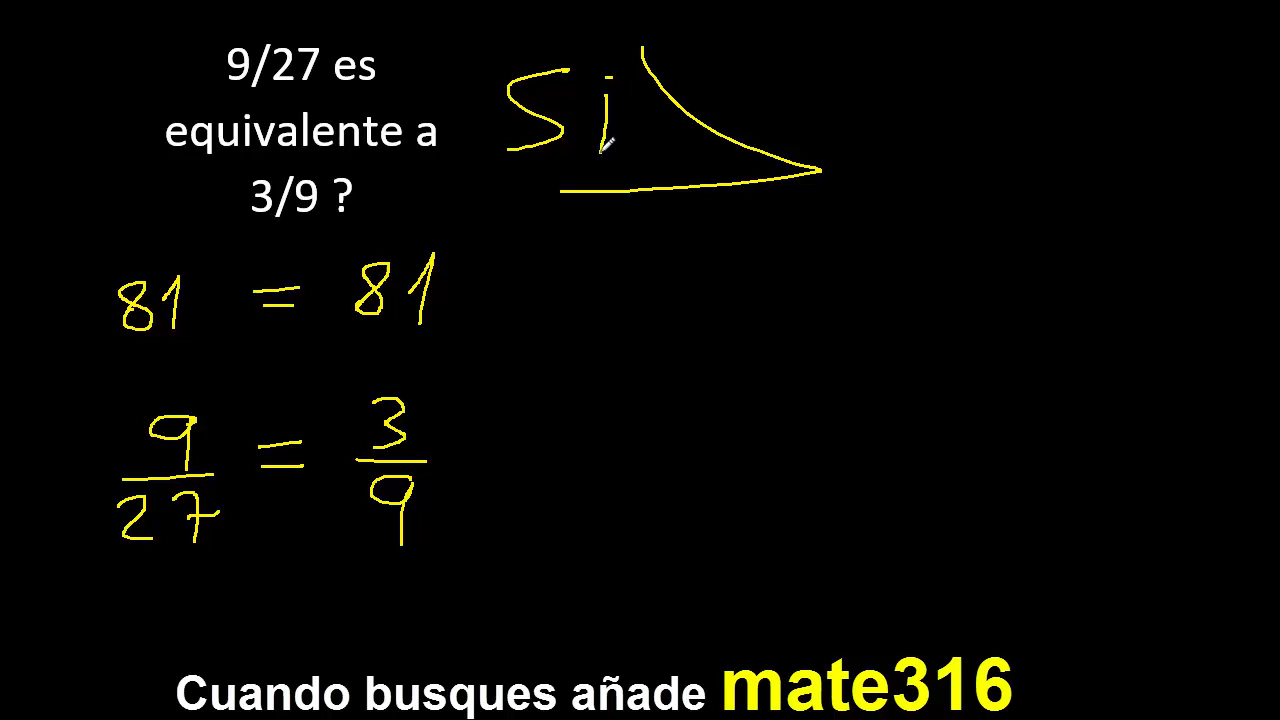 9/27 es
equivalente a
3/9 ?
Si
81 = 81
9/27 = 3/9
Cuando busques añade mate316